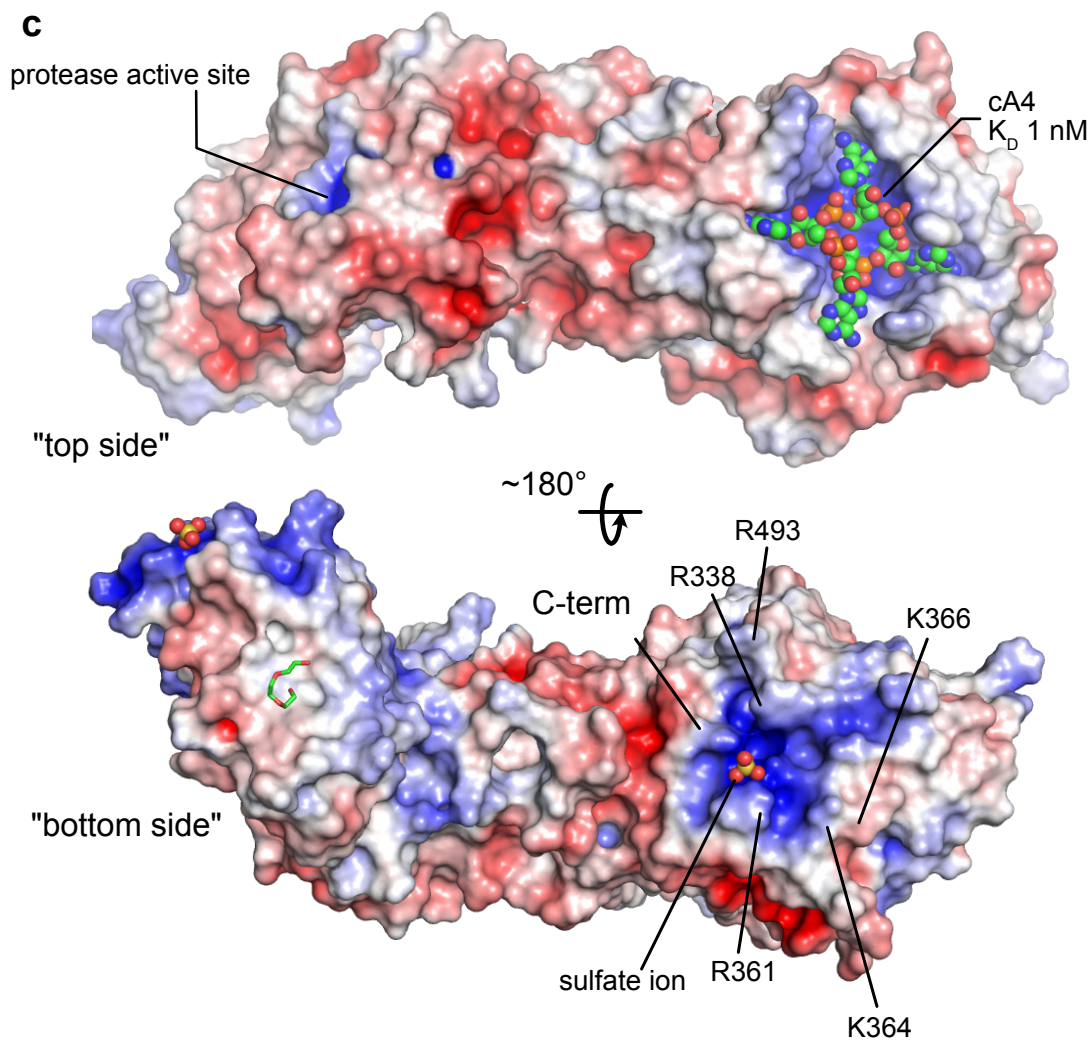 c
protease active site
cA4
K_D 1 nM
"top side"
~180°
R493
R338
C-term
K366
"bottom side"
sulfate ion
R361
K364